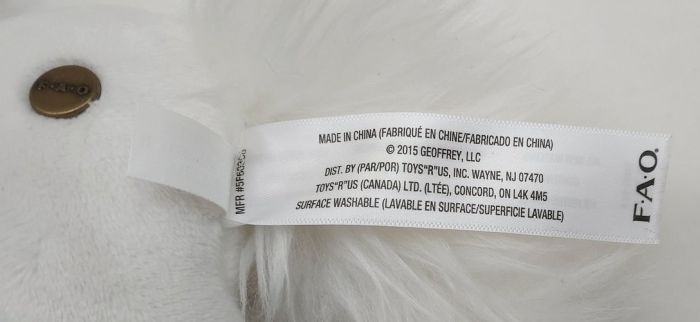 F·A·O
MADE IN CHINA (FABRIQUÉ EN CHINE/FABRICADO EN CHINA)
© 2015 GEOFFREY, LLC
DIST. BY (PAR/POR) TOYS"R"US, INC. WAYNE, NJ 07470
TOYS"R"US (CANADA) LTD. (LTÉE), CONCORD, ON L4K 4M5
SURFACE WASHABLE (LAVABLE EN SURFACE/SUPERFICIE LAVABLE)
MFR
F·A·O.